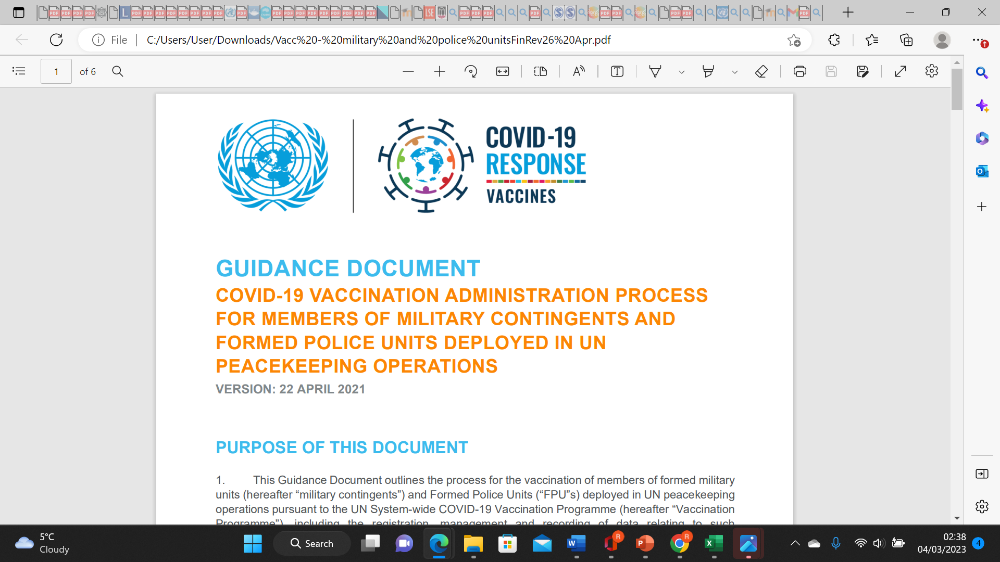 File
C:/Users/User/Downloads/Vacc%20-%20military%20and%20police%20unitsFinRev26%20Apr.pdf
1 of 6
COVID-19
RESPONSE
VACCINES
GUIDANCE DOCUMENT
COVID-19 VACCINATION ADMINISTRATION PROCESS
FOR MEMBERS OF MILITARY CONTINGENTS AND
FORMED POLICE UNITS DEPLOYED IN UN
PEACEKEEPING OPERATIONS
VERSION: 22 APRIL 2021
PURPOSE OF THIS DOCUMENT
1. This Guidance Document outlines the process for the vaccination of members of formed military
units (hereafter “military contingents”) and Formed Police Units (“FPU”s) deployed in UN peacekeeping
operations pursuant to the UN System-wide COVID-19 Vaccination Programme (hereafter “Vaccination
Programme”), including the registration, management and recording of data relating to such
5°C
Cloudy
Search
02:38
04/03/2023
4